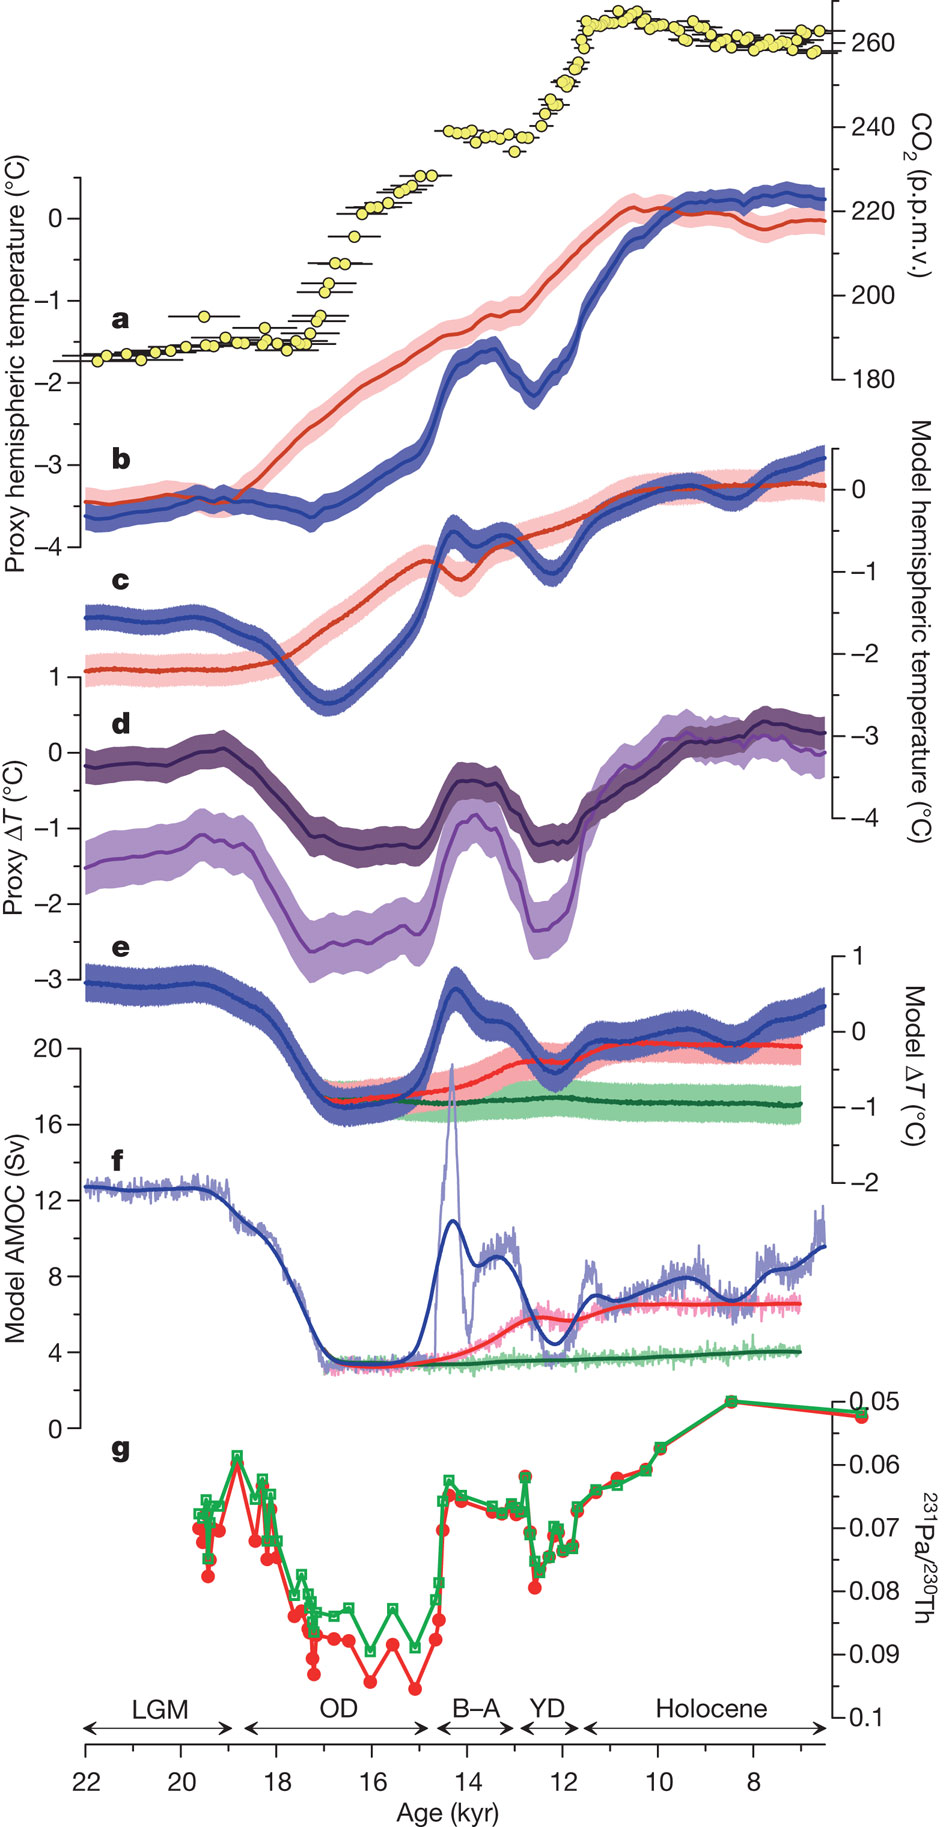 260
240
220
200
180
CO2 (p.p.m.v.)
0
−1
−2
−3
−4
Proxy hemispheric temperature (°C)
a
b
c
0
−1
−2
−3
−4
Model hemispheric temperature (°C)
1
0
−1
−2
−3
Proxy ΔT (°C)
d
e
1
0
−1
−2
Model ΔT (°C)
20
16
12
8
4
0
Model AMOC (Sv)
f
g
0.05
0.06
0.07
0.08
0.09
0.1
231Pa/230Th
LGM OD B–A YD Holocene
22 20 18 16 14 12 10 8
Age (kyr)